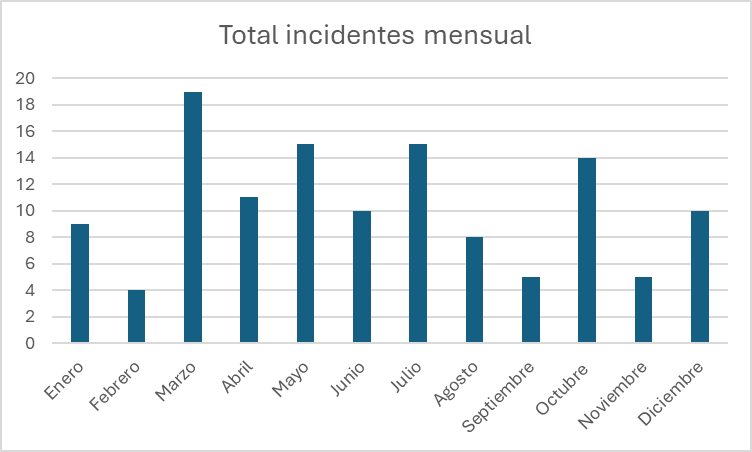 Total incidentes mensual
20
18
16
14
12
10
8
6
4
2
0
Enero
Febrero
Marzo
Abril
Mayo
Junio
Julio
Agosto
Septiembre
Octubre
Noviembre
Diciembre